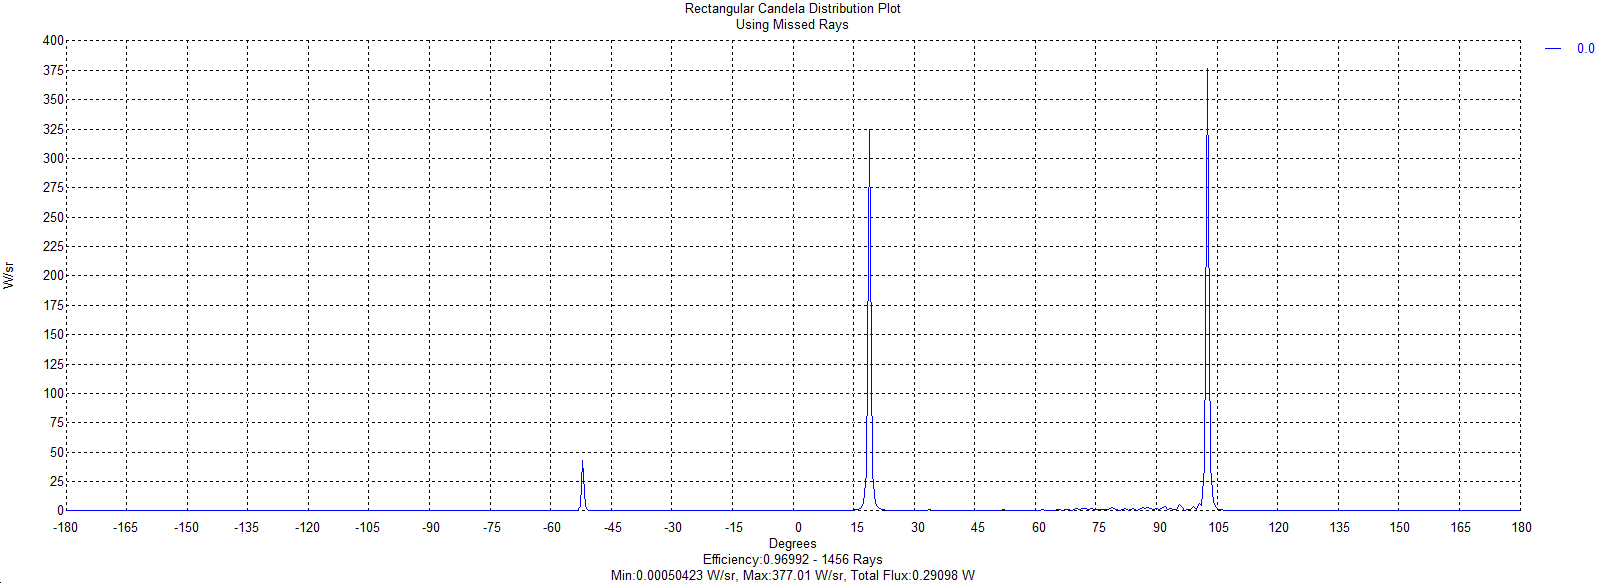 Rectangular Candela Distribution Plot
Using Missed Rays
400
375
350
325
300
275
250
225
200
175
150
125
100
75
50
25
0
W/sr
0.0
-180 -165 -150 -135 -120 -105 -90 -75 -60 -45 -30 -15 0 15 30 45 60 75 90 105 120 135 150 165 180
Degrees
Efficiency:0.96992 - 1456 Rays
Min:0.00050423 W/sr, Max:377.01 W/sr, Total Flux:0.29098 W